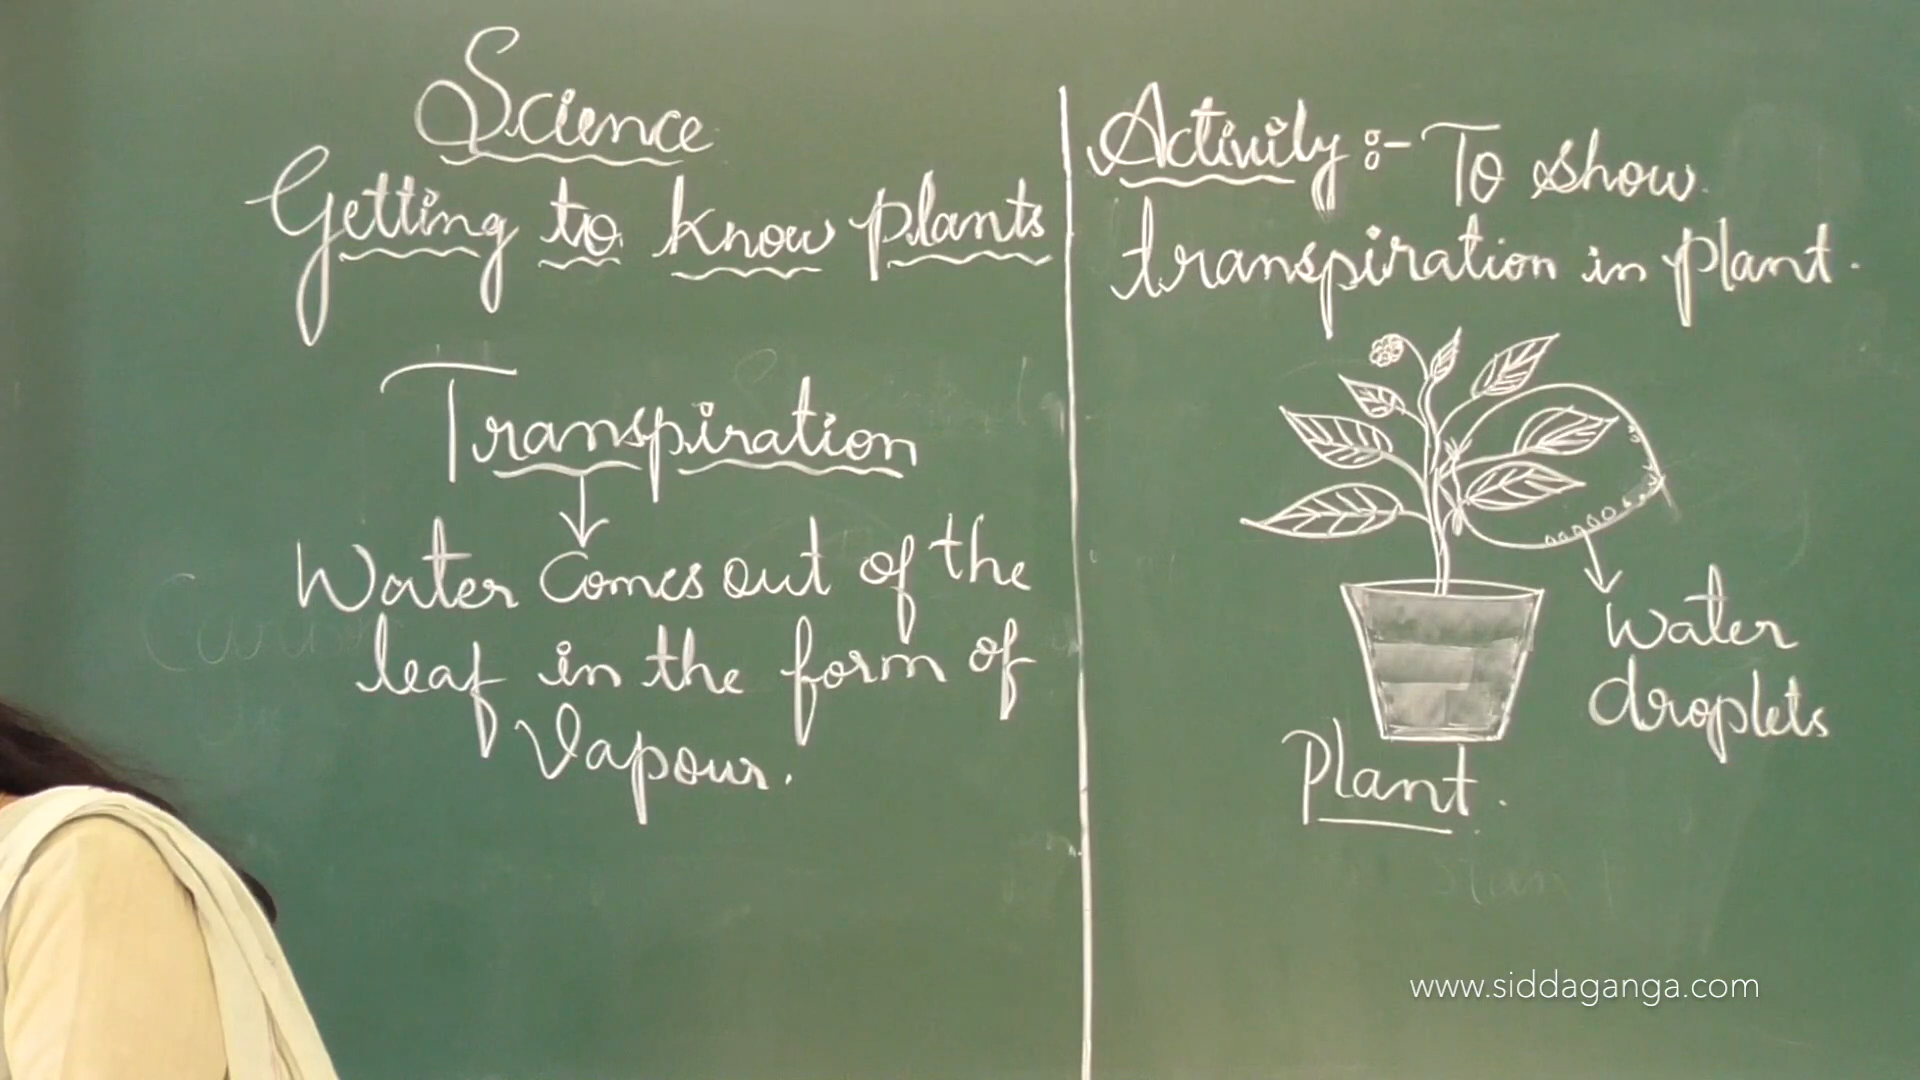 Science
Getting to know plants
Transpiration
Water comes out of the
leaf in the form of
Vapour.
Activity :- To show
transpiration in plant.
Water
droplets
Plant.
www.siddaganga.com